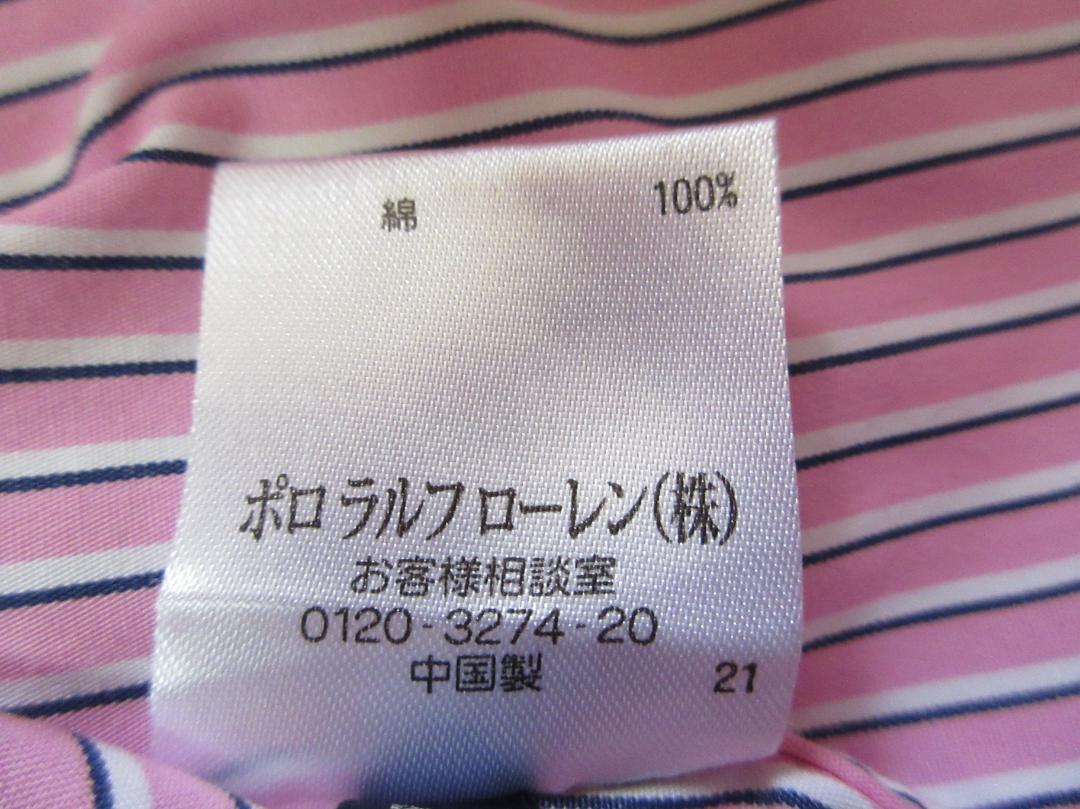 綿 100%
ポロ ラルフ ローレン(株)
お客様相談室
0120-3274-20
中国製 21